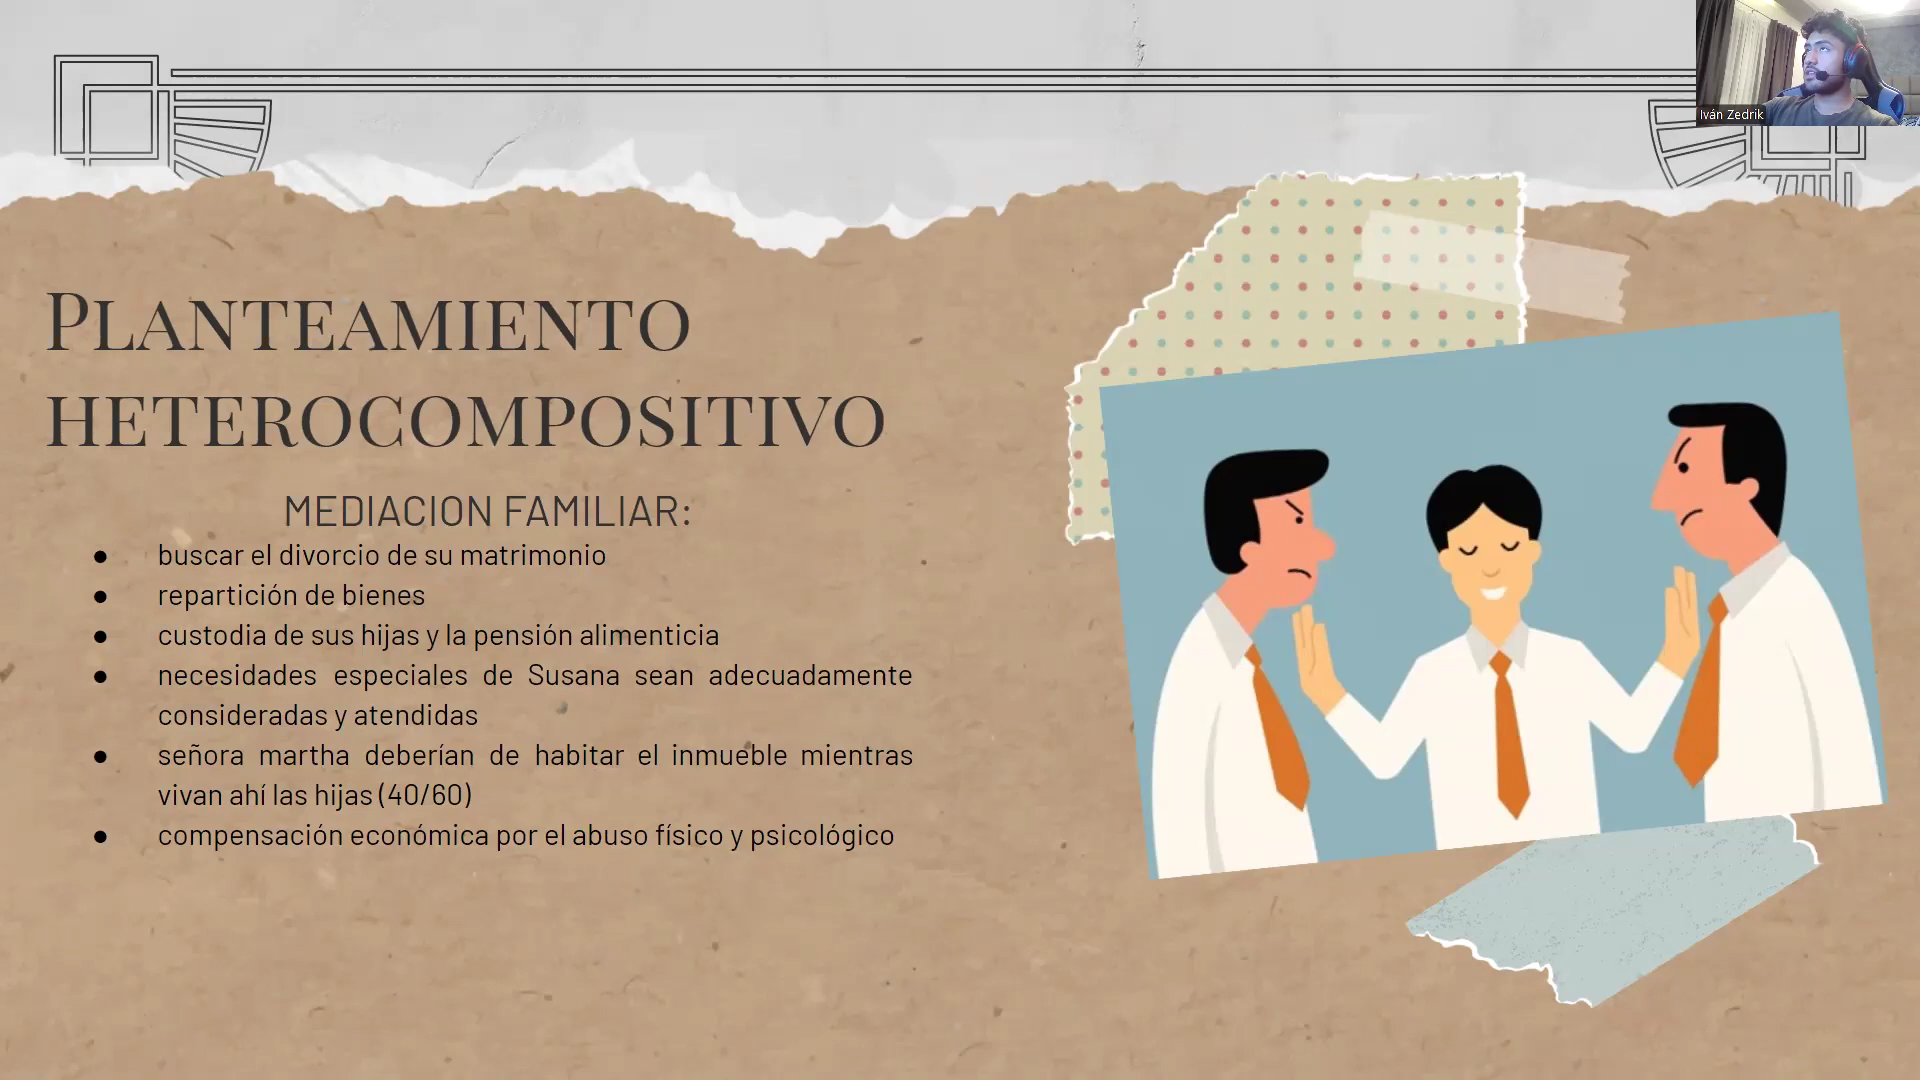 Iván Zedrik
PLANTEAMIENTO
HETEROCOMPOSITIVO
MEDIACION FAMILIAR:
● buscar el divorcio de su matrimonio
● repartición de bienes
● custodia de sus hijas y la pensión alimenticia
● necesidades especiales de Susana sean adecuadamente
consideradas y atendidas
● señora martha deberían de habitar el inmueble mientras
vivan ahí las hijas (40/60)
● compensación económica por el abuso físico y psicológico